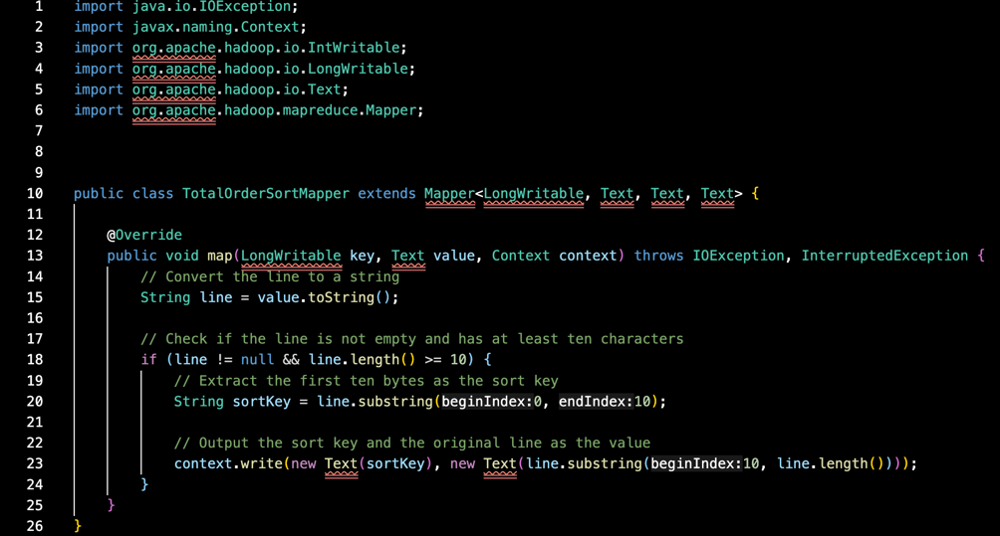 1 import java.io.IOException;
2 import javax.naming.Context;
3 import org.apache.hadoop.io.IntWritable;
4 import org.apache.hadoop.io.LongWritable;
5 import org.apache.hadoop.io.Text;
6 import org.apache.hadoop.mapreduce.Mapper;
7
8
9
10 public class TotalOrderSortMapper extends Mapper<LongWritable, Text, Text, Text> {
11
12 @Override
13 public void map(LongWritable key, Text value, Context context) throws IOException, InterruptedException {
14 // Convert the line to a string
15 String line = value.toString();
16
17 // Check if the line is not empty and has at least ten characters
18 if (line != null && line.length() >= 10) {
19 // Extract the first ten bytes as the sort key
20 String sortKey = line.substring(beginIndex:0, endIndex:10);
21
22 // Output the sort key and the original line as the value
23 context.write(new Text(sortKey), new Text(line.substring(beginIndex:10, line.length())));
24 }
25 }
26 }